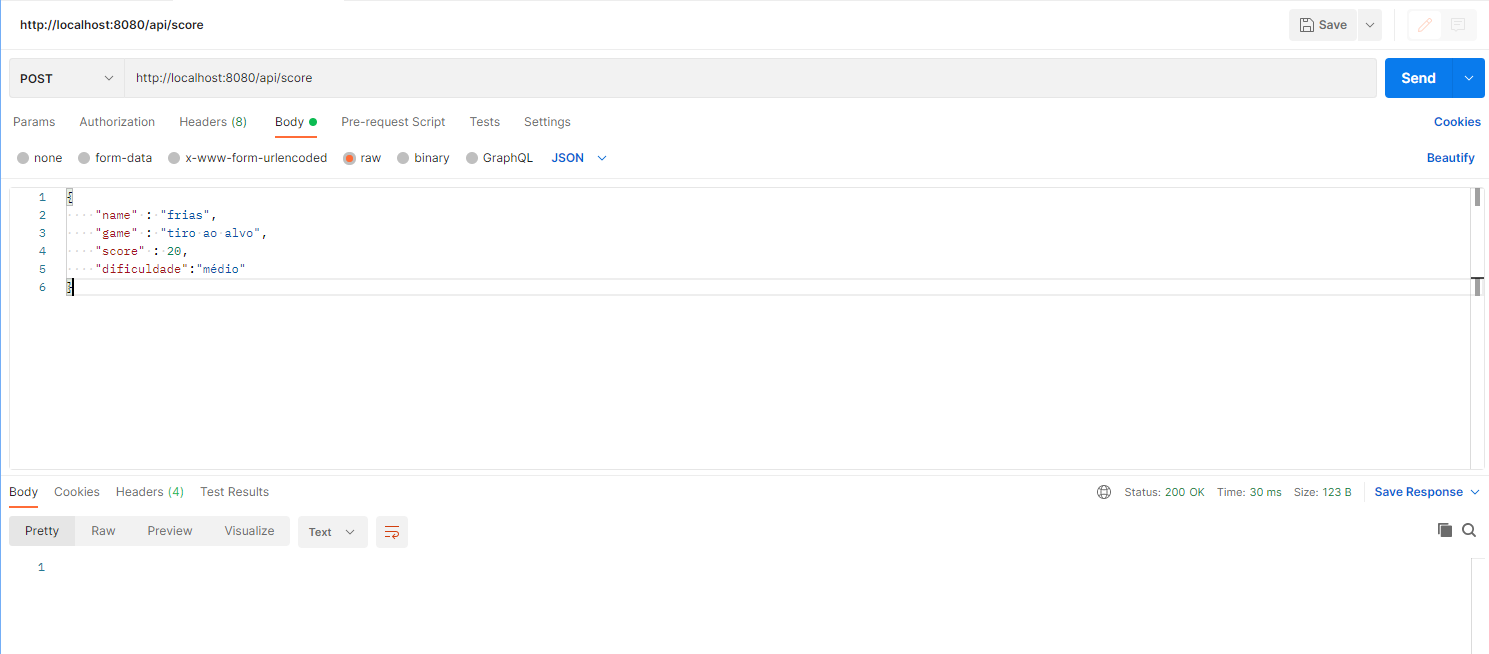 http://localhost:8080/api/score
Save
POST http://localhost:8080/api/score Send
Params Authorization Headers (8) Body Pre-request Script Tests Settings Cookies
none form-data x-www-form-urlencoded raw binary GraphQL JSON Beautify
1 {
2 "name" : "frias",
3 "game" : "tiro ao alvo",
4 "score" : 20,
5 "dificuldade":"médio"
6 }
Body Cookies Headers (4) Test Results Status: 200 OK Time: 30 ms Size: 123 B Save Response
Pretty Raw Preview Visualize Text
1